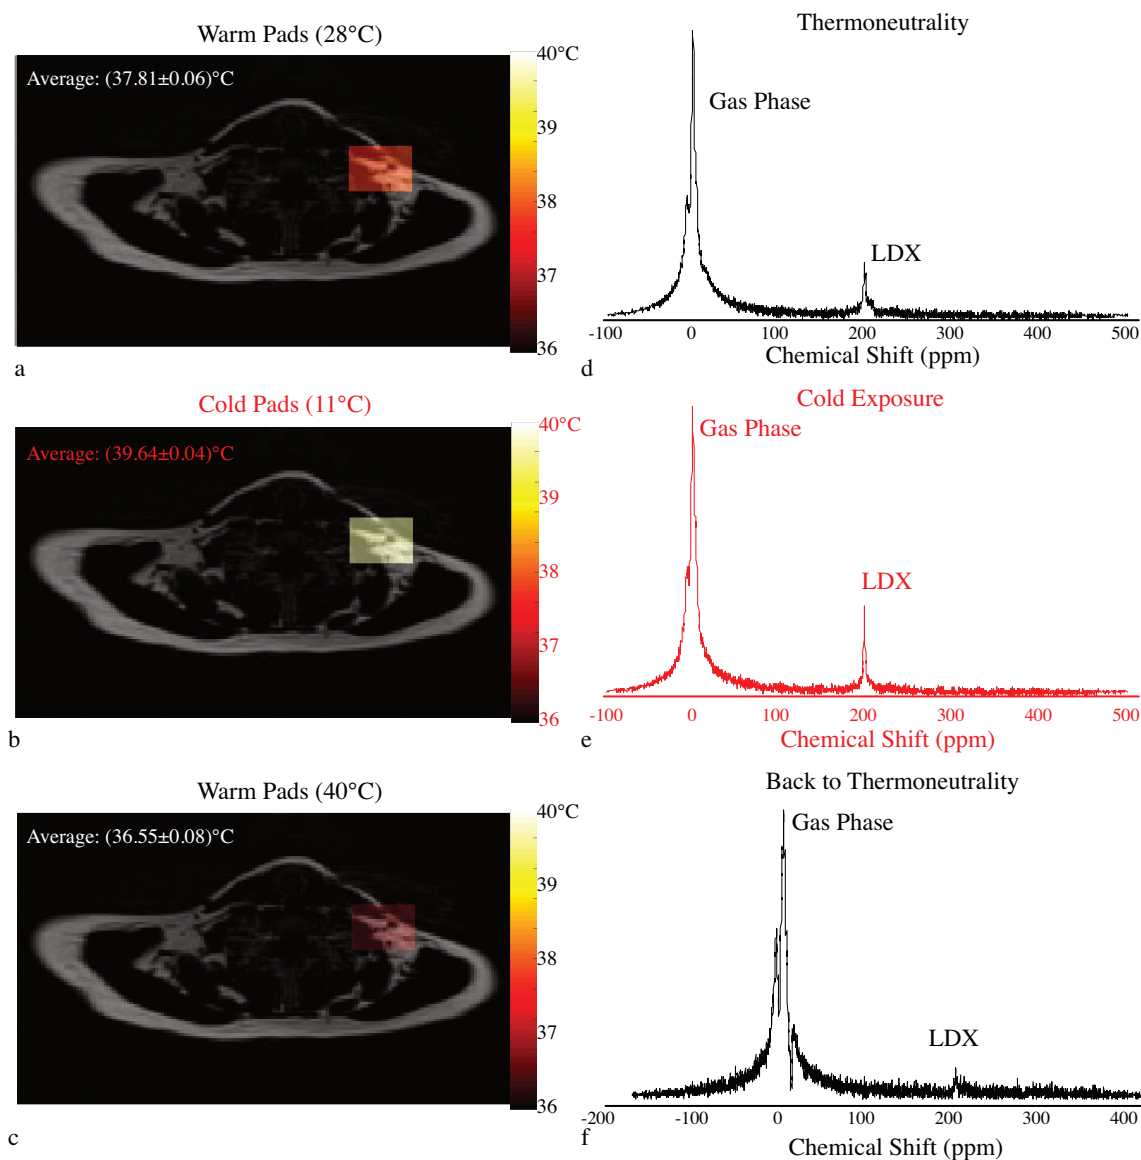 Warm Pads (28°C)
Average: (37.81±0.06)°C
40°C
39
38
37
36
a
Thermoneutrality
Gas Phase
LDX
-100 0 100 200 300 400 500
Chemical Shift (ppm)
d
Cold Pads (11°C)
Average: (39.64±0.04)°C
40°C
39
38
37
36
b
Cold Exposure
Gas Phase
LDX
-100 0 100 200 300 400 500
Chemical Shift (ppm)
e
Warm Pads (40°C)
Average: (36.55±0.08)°C
40°C
39
38
37
36
c
Back to Thermoneutrality
Gas Phase
LDX
-200 -100 0 100 200 300 400
Chemical Shift (ppm)
f